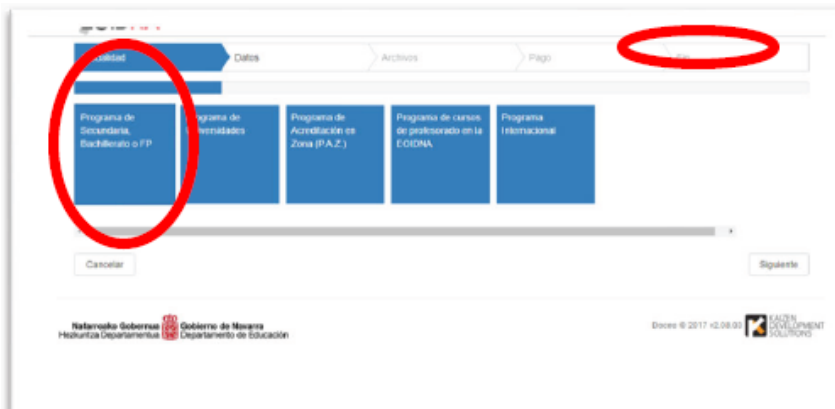 Datos
Archivos
Pago
Fin
Programa de
Secundaria,
Bachillerato o FP
Programa de
Universidades
Programa de
Acreditación en
Zona (P.A.Z.)
Programa de cursos
de profesorado en la
EOIDNA
Programa
Internacional
Cancelar
Siguiente
Nafarroako Gobernua
Hezkuntza Departamentua
Gobierno de Navarra
Departamento de Educación
Doceo © 2017 v2.08.00
KAIZEN
DEVELOPMENT
SOLUTIONS